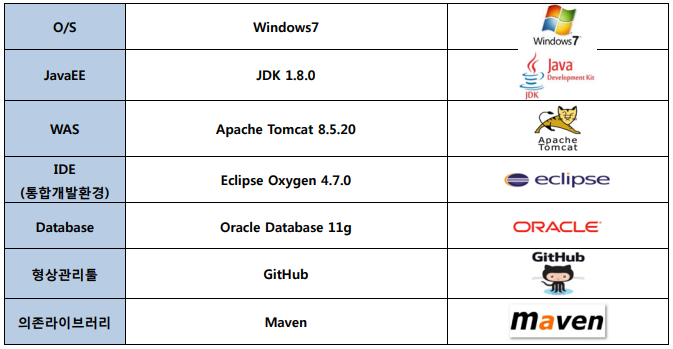 O/S
Windows7
Windows7
JavaEE
JDK 1.8.0
Java
Development Kit
JDK
WAS
Apache Tomcat 8.5.20
Apache
Tomcat
IDE
(통합개발환경)
Eclipse Oxygen 4.7.0
eclipse
Database
Oracle Database 11g
ORACLE
형상관리툴
GitHub
GitHub
의존라이브러리
Maven
maven